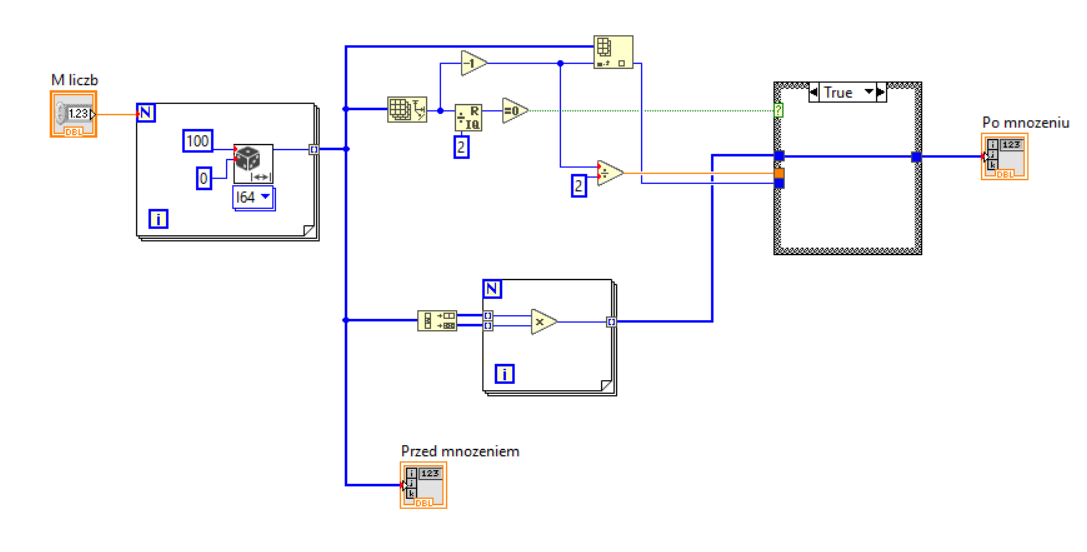 M liczb
1.23
DBL
N
100
0
I64
i
-1
R
IQ
2
=0
2
÷
True
?
Po mnozeniu
i
j
k
123
DBL
N
x
i
Przed mnozeniem
i
j
k
123
DBL